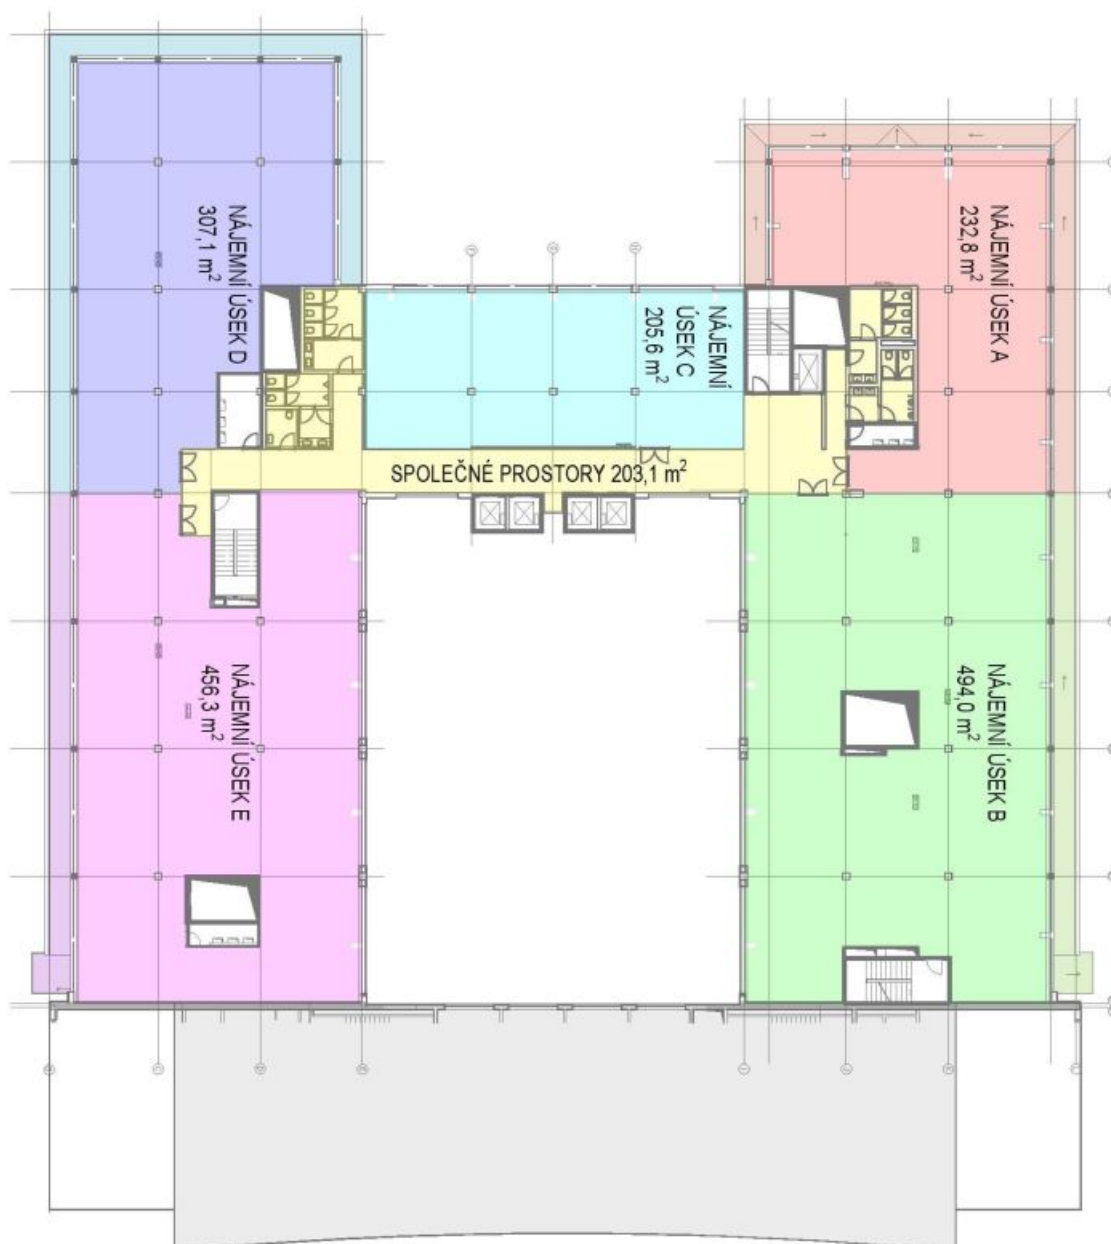 NÁJEMNÍ ÚSEK D
307,1 m²
NÁJEMNÍ ÚSEK A
232,8 m²
NÁJEMNÍ
ÚSEK C
205,6 m²
SPOLEČNÉ PROSTORY 203,1 m²
NÁJEMNÍ ÚSEK E
456,3 m²
NÁJEMNÍ ÚSEK B
494,0 m²